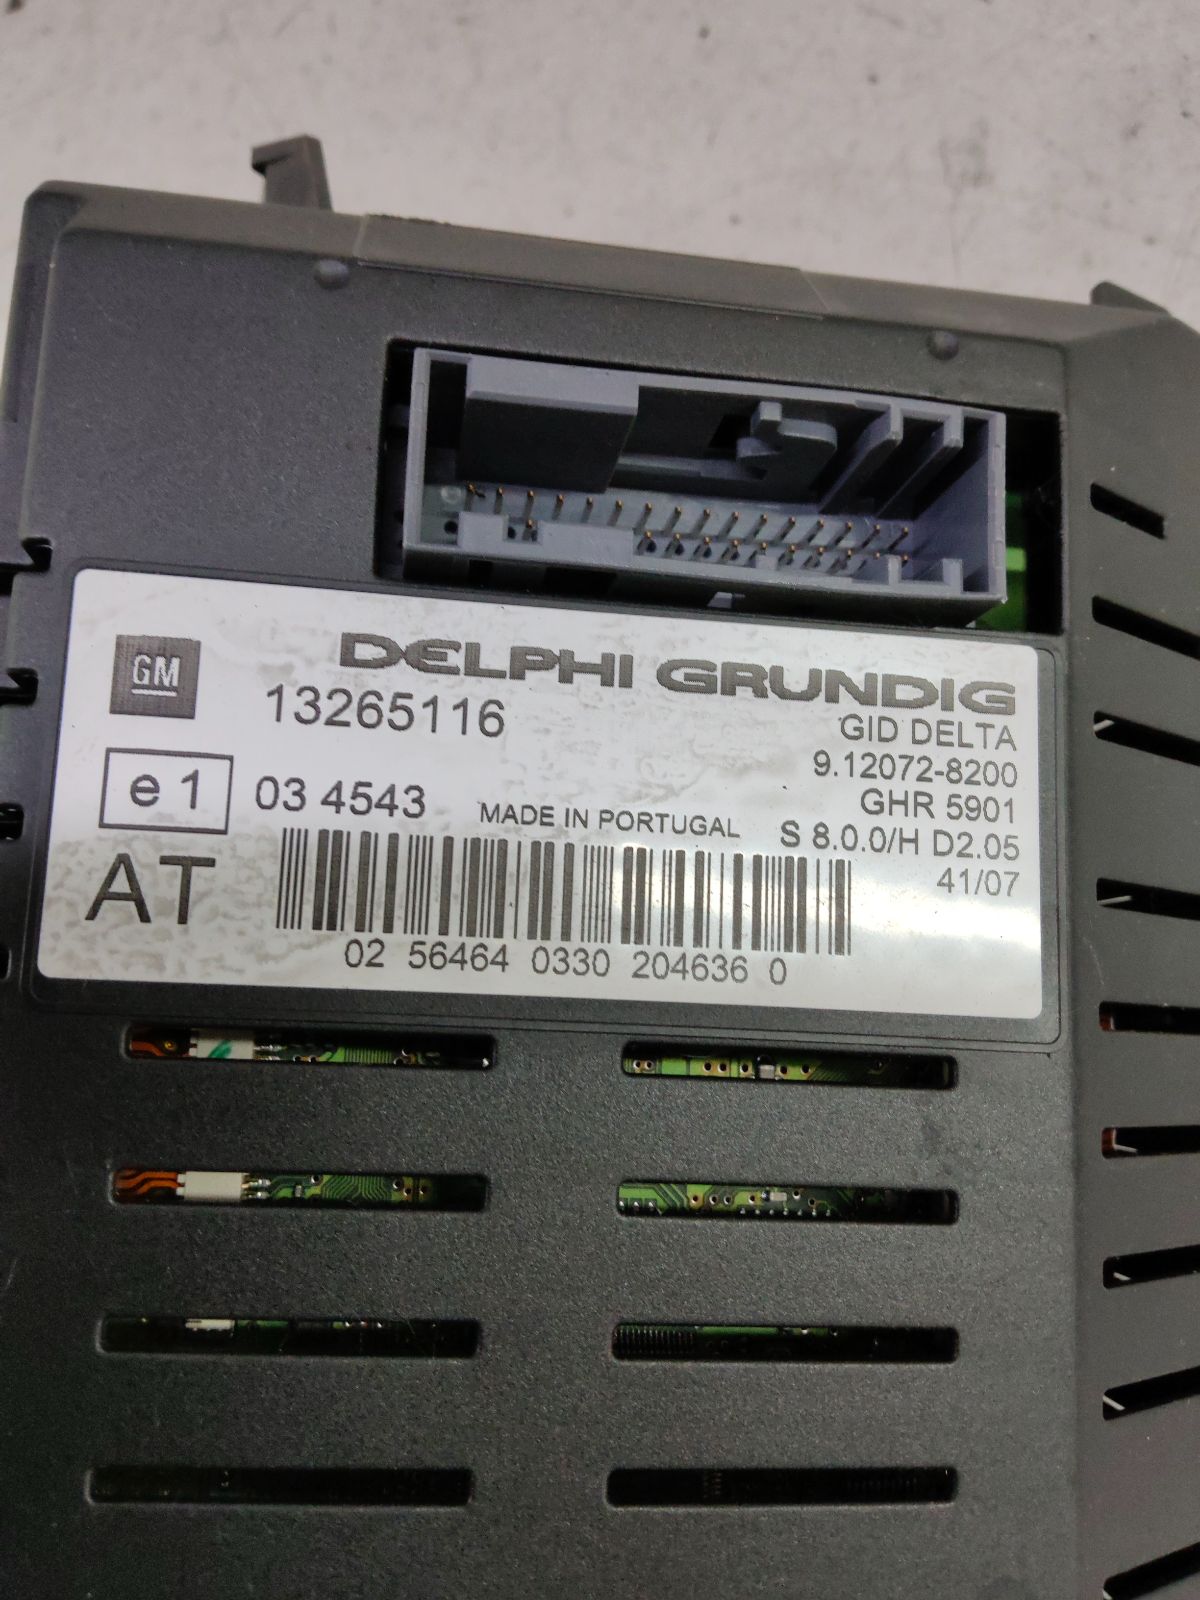 DELPHI GRUNDIG
GM
13265116
GID DELTA
9.12072-8200
e1
03 4543
MADE IN PORTUGAL
GHR 5901
S 8.0.0/H D2.05
41/07
AT
02 56464 0330 204636 0